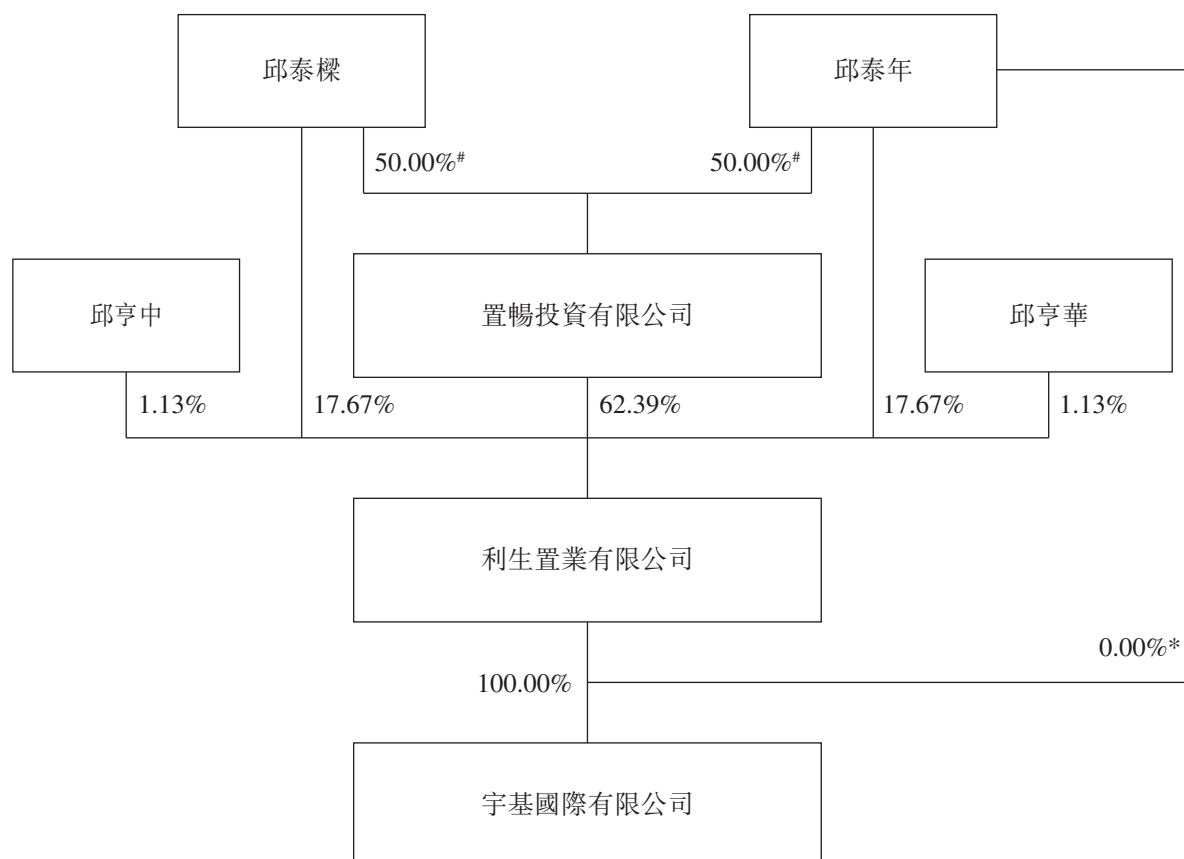 邱泰樑
邱泰年
50.00%#
50.00%#
邱亨中
置暢投資有限公司
邱亨華
1.13%
17.67%
62.39%
17.67%
1.13%
利生置業有限公司
0.00%*
100.00%
宇基國際有限公司